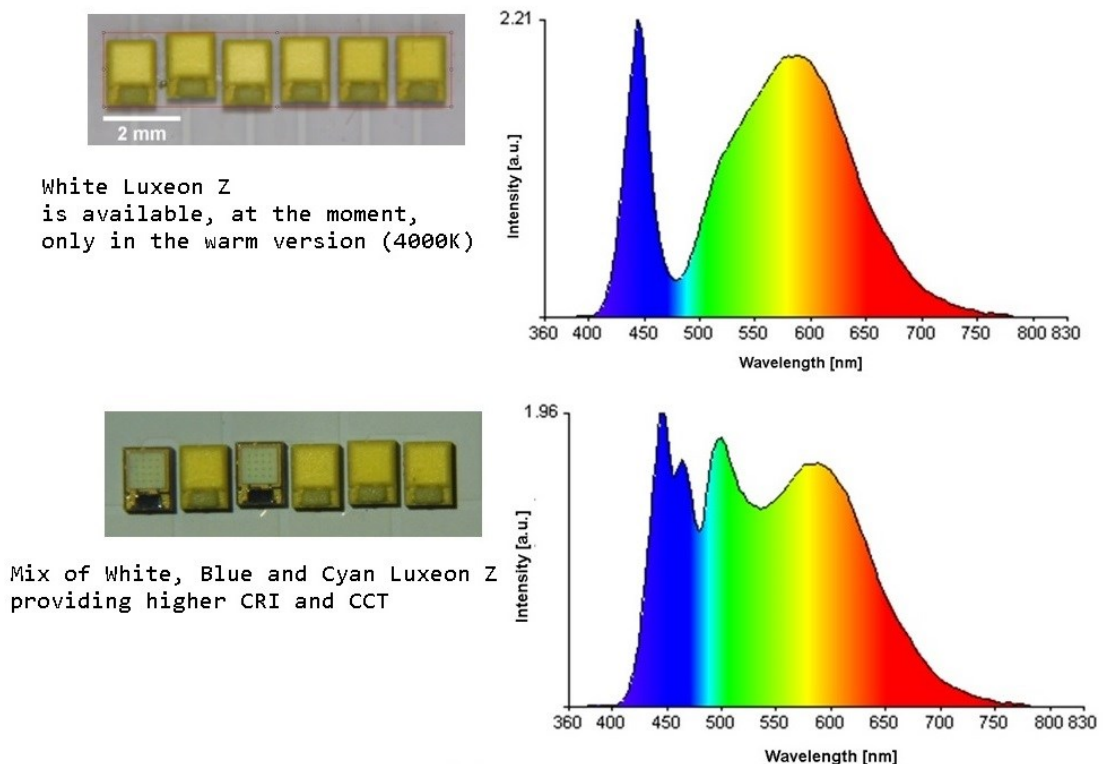 2 mm
White Luxeon Z
is available, at the moment,
only in the warm version (4000K)
2.21
Intensity [a.u.]
360 400 450 500 550 600 650 700 750 800 830
Wavelength [nm]
Mix of White, Blue and Cyan Luxeon Z
providing higher CRI and CCT
1.96
Intensity [a.u.]
360 400 450 500 550 600 650 700 750 800 830
Wavelength [nm]